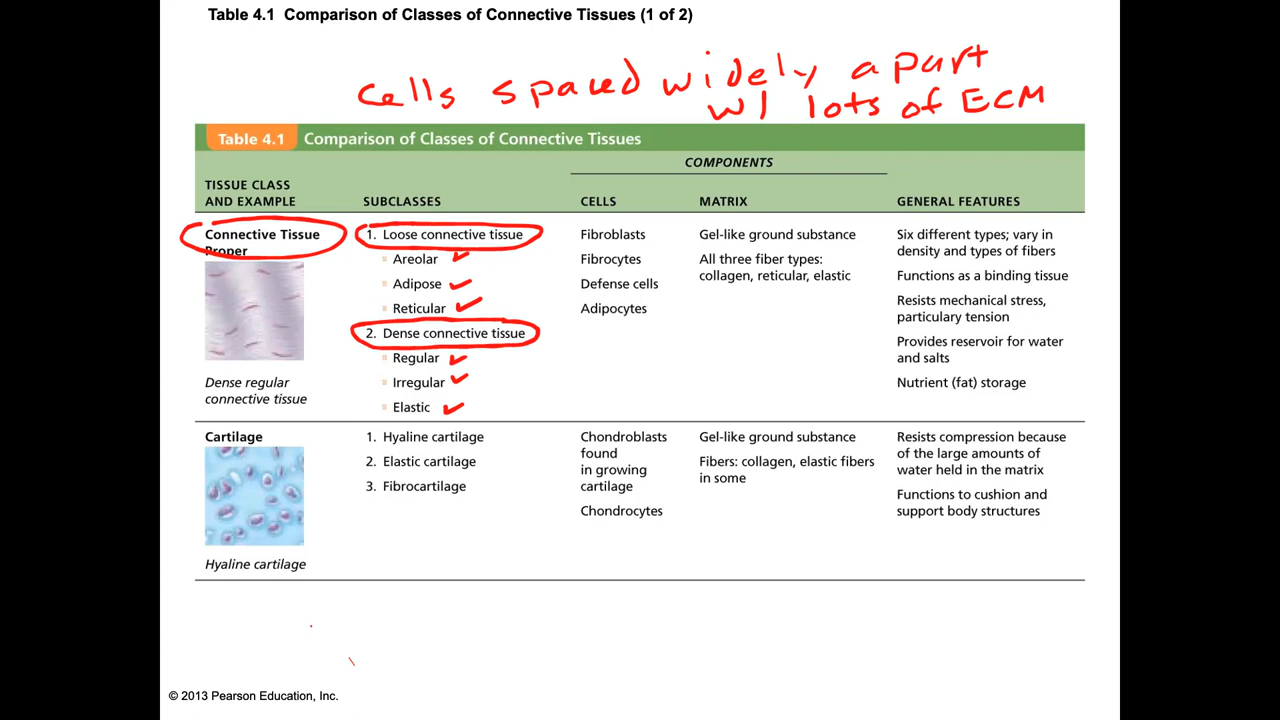 Table 4.1 Comparison of Classes of Connective Tissues (1 of 2)
cells spaced widely apart
w/ lots of ECM
Table 4.1 Comparison of Classes of Connective Tissues
COMPONENTS
TISSUE CLASS
AND EXAMPLE
SUBCLASSES
CELLS
MATRIX
GENERAL FEATURES
Connective Tissue
Proper
Dense regular
connective tissue
1. Loose connective tissue
Areolar
Adipose
Reticular
2. Dense connective tissue
Regular
Irregular
Elastic
Fibroblasts
Fibrocytes
Defense cells
Adipocytes
Gel-like ground substance
All three fiber types:
collagen, reticular, elastic
Six different types; vary in
density and types of fibers
Functions as a binding tissue
Resists mechanical stress,
particulary tension
Provides reservoir for water
and salts
Nutrient (fat) storage
Cartilage
Hyaline cartilage
1. Hyaline cartilage
2. Elastic cartilage
3. Fibrocartilage
Chondroblasts
found
in growing
cartilage
Chondrocytes
Gel-like ground substance
Fibers: collagen, elastic fibers
in some
Resists compression because
of the large amounts of
water held in the matrix
Functions to cushion and
support body structures
© 2013 Pearson Education, Inc.